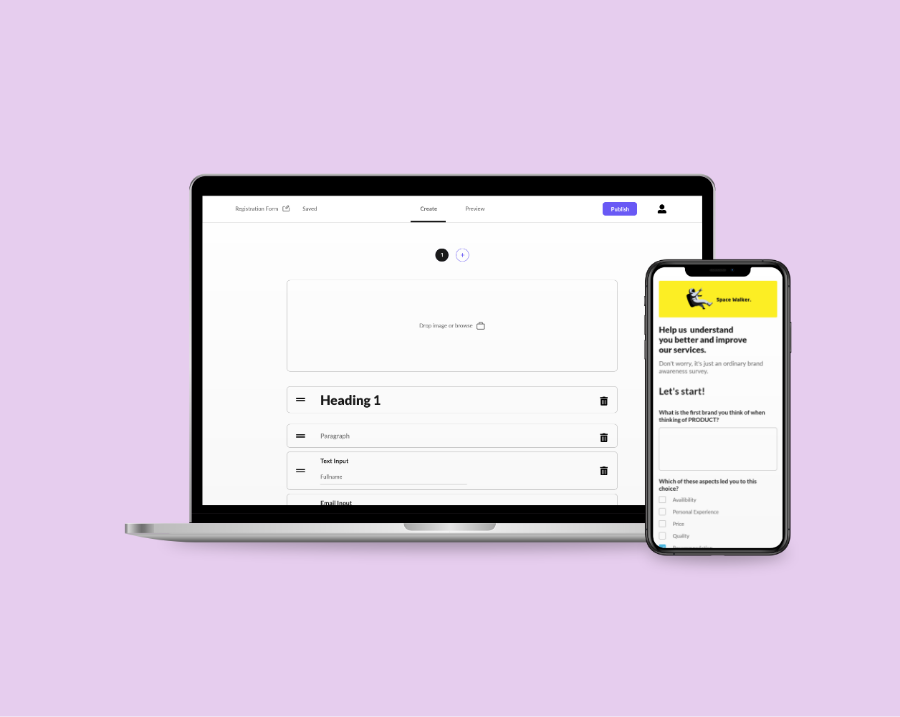 Registration Form
Saved
Create
Preview
Publish
1
+
Drop image or browse
Heading 1
Paragraph
Text Input
Fullname
Email Input
Space Walker.
Help us understand
you better and improve
our services.
Don't worry, it's just an ordinary brand
awareness survey.
Let's start!
What is the first brand you think of when
thinking of PRODUCT?
Which of these aspects led you to this
choice?
Audibility
Personal Experience
Price
Quality